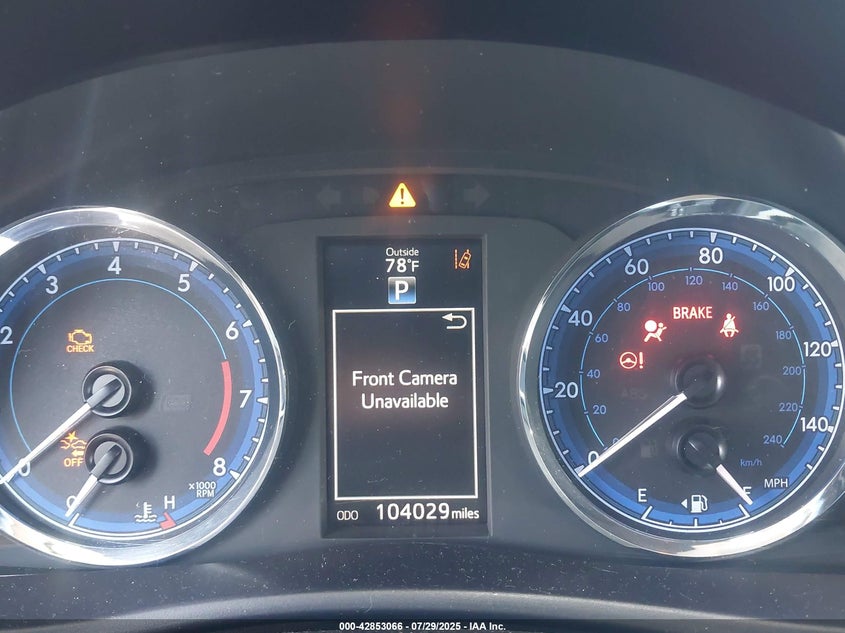 Outside
78°F
P
Front Camera
Unavailable
ODO 104029 miles
2
3
4
5
6
7
8
0
CHECK
OFF
x1000
RPM
C
H
0
20
40
60
80
100
120
140
MPH
20
40
60
80
100
120
140
160
180
200
220
240
km/h
BRAKE
E
F
000-42853066 - 07/29/2025 - IAA Inc.